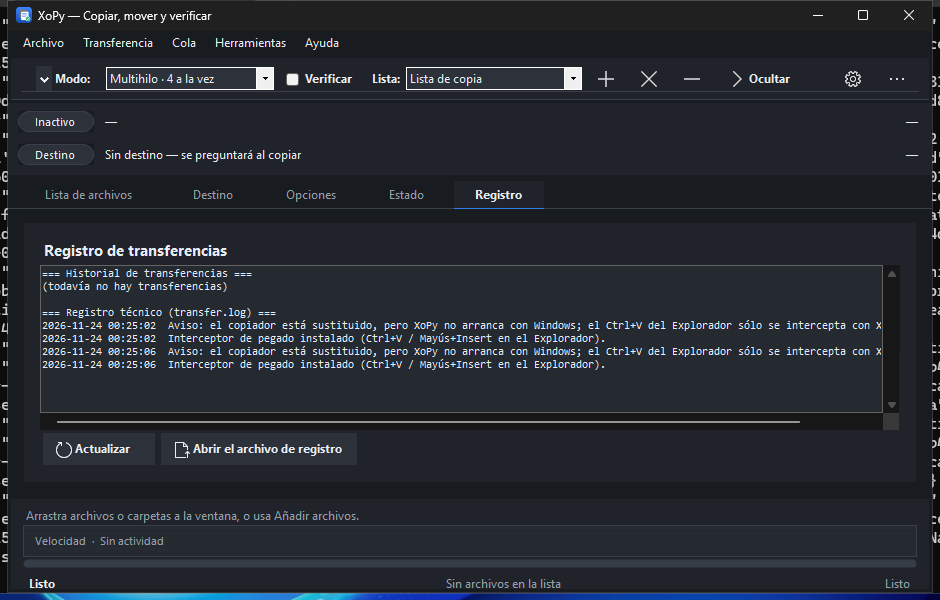 XoPy — Copiar, mover y verificar
Archivo Transferencia Cola Herramientas Ayuda
Modo: Multihilo · 4 a la vez Verificar Lista: Lista de copia Ocultar
Inactivo —
Destino Sin destino — se preguntará al copiar
Lista de archivos Destino Opciones Estado Registro
Registro de transferencias
=== Historial de transferencias ===
(todavía no hay transferencias)
=== Registro técnico (transfer.log) ===
2026-11-24 00:25:02 Aviso: el copiador está sustituido, pero XoPy no arranca con Windows; el Ctrl+V del Explorador sólo se intercepta con X
2026-11-24 00:25:02 Interceptor de pegado instalado (Ctrl+V / Mayús+Insert en el Explorador).
2026-11-24 00:25:06 Aviso: el copiador está sustituido, pero XoPy no arranca con Windows; el Ctrl+V del Explorador sólo se intercepta con X
2026-11-24 00:25:06 Interceptor de pegado instalado (Ctrl+V / Mayús+Insert en el Explorador).
Actualizar Abrir el archivo de registro
Arrastra archivos o carpetas a la ventana, o usa Añadir archivos.
Velocidad · Sin actividad
Listo Sin archivos en la lista Listo